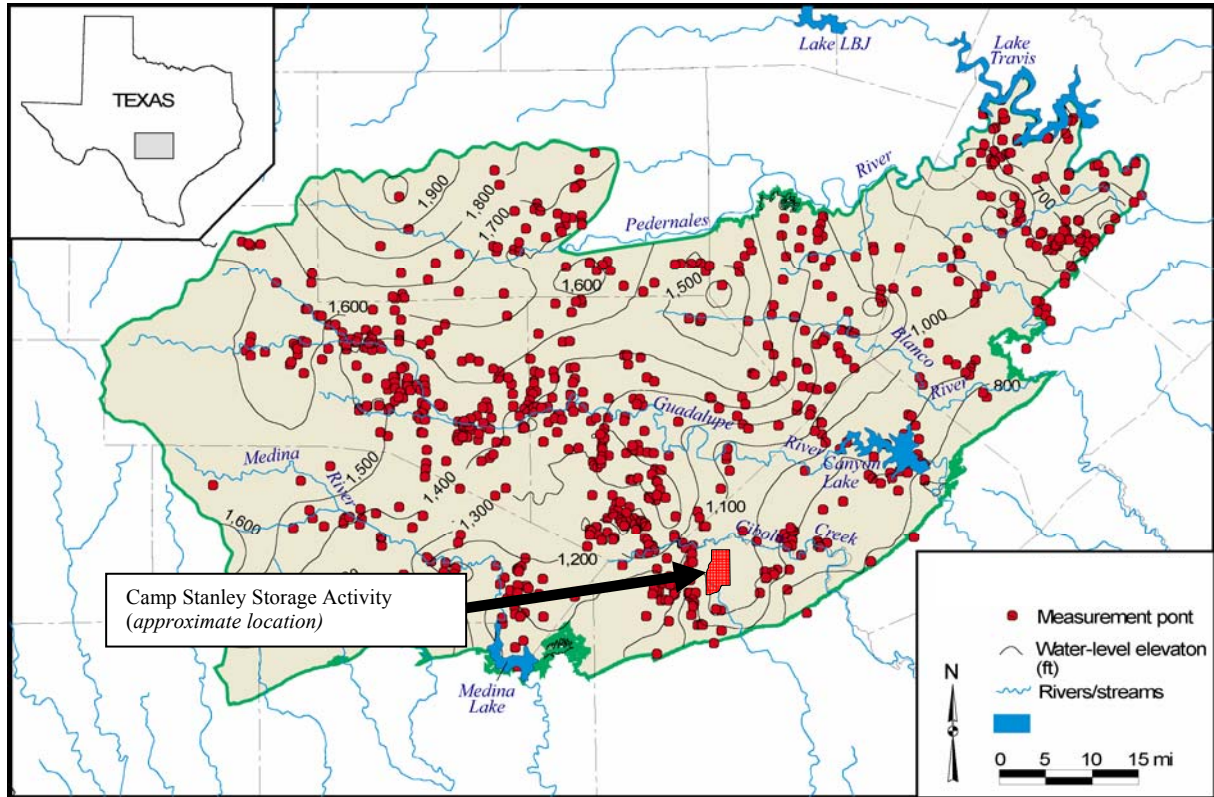 TEXAS
Lake LBJ
Lake
Travis
River
Pedernales
1,900
1,800
1,700
700
1,600
1,500
1,600
1,000
Blanco
River
800
Guadalupe
River
Canyon
Lake
Medina
River
1,500
1,400
1,300
1,600
1,100
Cibolo
Creek
1,200
Camp Stanley Storage Activity
(approximate location)
Medina
Lake
Measurement pont
Water-level elevaton
(ft)
Rivers/streams
N
0 5 10 15 mi